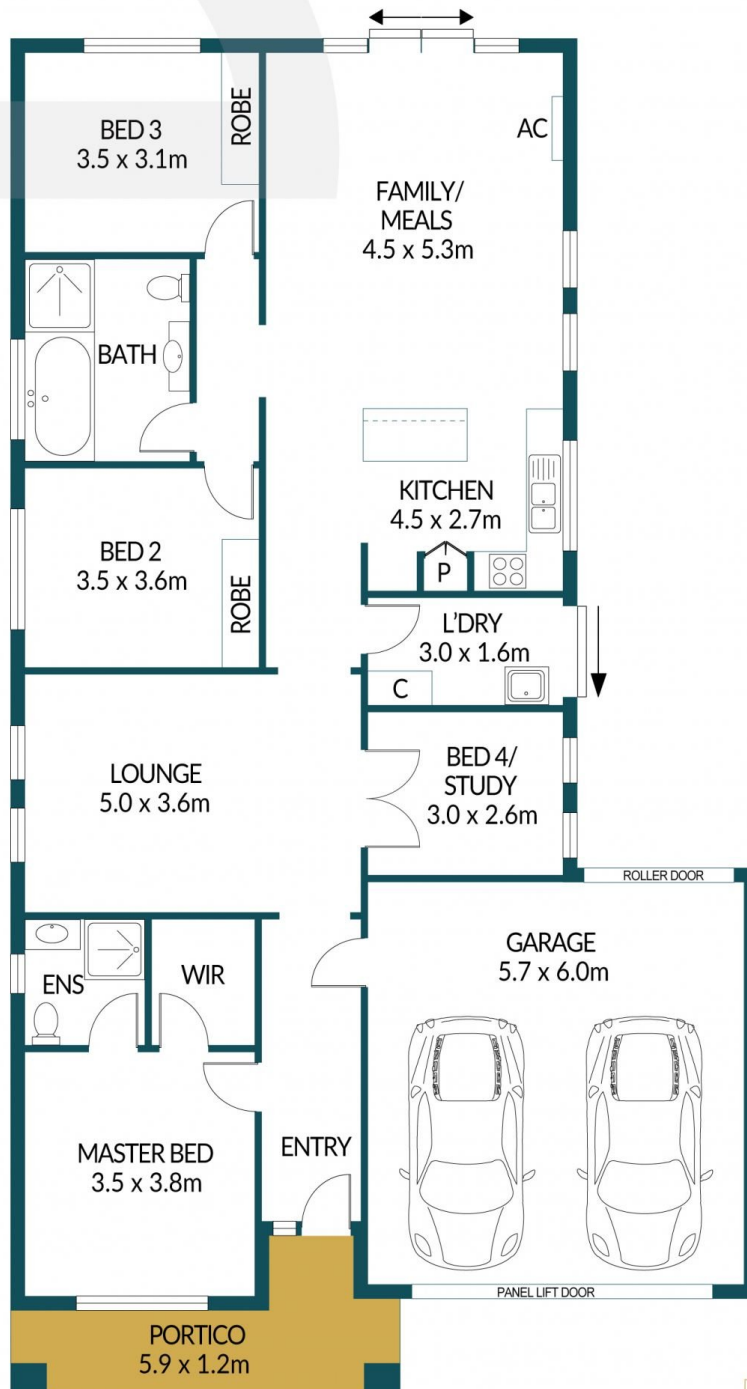 BED 3
3.5 x 3.1m
ROBE
AC
FAMILY/
MEALS
4.5 x 5.3m
BATH
KITCHEN
4.5 x 2.7m
P
BED 2
3.5 x 3.6m
ROBE
L'DRY
3.0 x 1.6m
C
LOUNGE
5.0 x 3.6m
BED 4/
STUDY
3.0 x 2.6m
ROLLER DOOR
GARAGE
5.7 x 6.0m
ENS
WIR
MASTER BED
3.5 x 3.8m
ENTRY
PANEL LIFT DOOR
PORTICO
5.9 x 1.2m